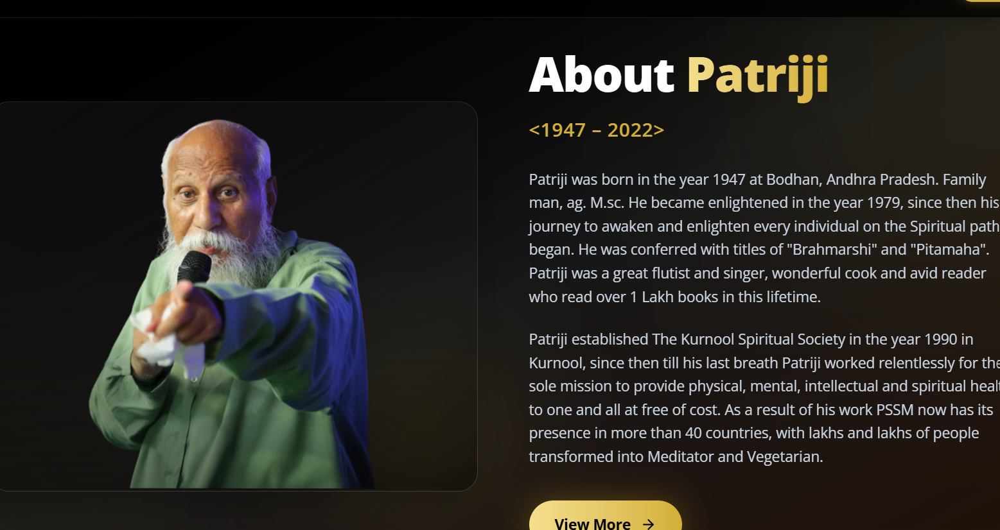 About Patriji
<1947 – 2022>
Patriji was born in the year 1947 at Bodhan, Andhra Pradesh. Family
man, ag. M.sc. He became enlightened in the year 1979, since then his
journey to awaken and enlighten every individual on the Spiritual path
began. He was conferred with titles of "Brahmarshi" and "Pitamaha".
Patriji was a great flutist and singer, wonderful cook and avid reader
who read over 1 Lakh books in this lifetime.
Patriji established The Kurnool Spiritual Society in the year 1990 in
Kurnool, since then till his last breath Patriji worked relentlessly for the
sole mission to provide physical, mental, intellectual and spiritual
to one and all at free of cost. As a result of his work PSSM now has its
presence in more than 40 countries, with lakhs and lakhs of people
transformed into Meditator and Vegetarian.
View More →